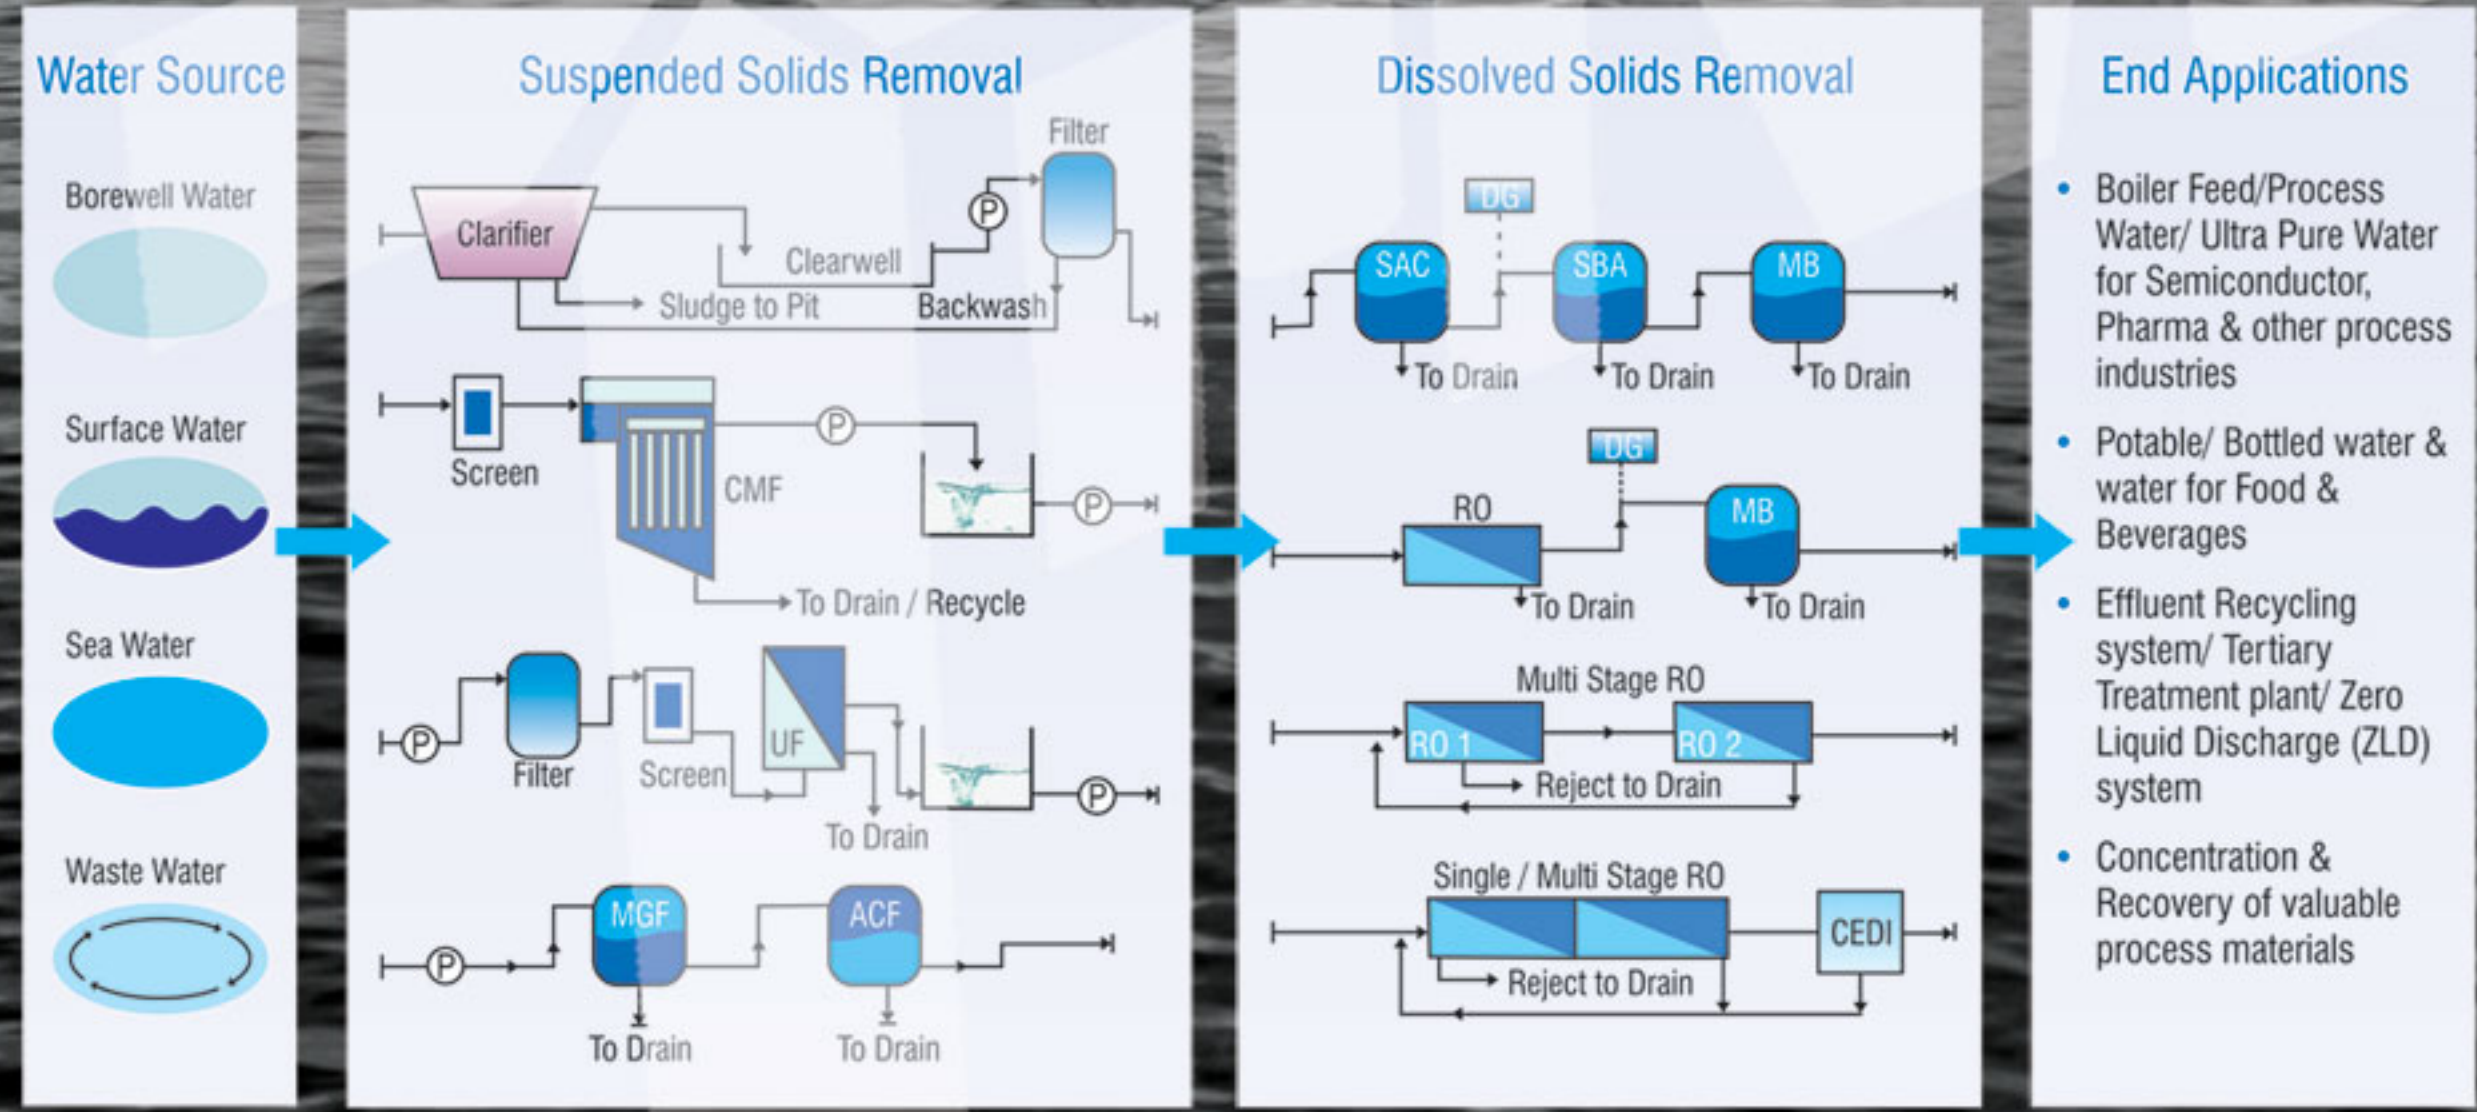 Water Source
Borewell Water
Surface Water
Sea Water
Waste Water
Suspended Solids Removal
Filter
P
Clarifier
Clearwell
Sludge to Pit
Backwash
Screen
CMF
P
P
To Drain / Recycle
P
Filter
Screen
UF
P
To Drain
P
MGF
ACF
To Drain
To Drain
Dissolved Solids Removal
DG
SAC
SBA
MB
To Drain
To Drain
To Drain
DG
RO
MB
To Drain
To Drain
Multi Stage RO
RO 1
RO 2
Reject to Drain
Single / Multi Stage RO
CEDI
Reject to Drain
End Applications
• Boiler Feed/Process
Water/ Ultra Pure Water
for Semiconductor,
Pharma & other process
industries
• Potable/ Bottled water &
water for Food &
Beverages
• Effluent Recycling
system/ Tertiary
Treatment plant/ Zero
Liquid Discharge (ZLD)
system
• Concentration &
Recovery of valuable
process materials